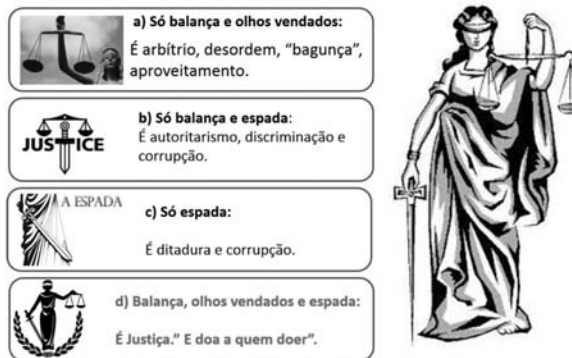 a) Só balança e olhos vendados:
É arbítrio, desordem, “bagunça”,
aproveitamento.
b) Só balança e espada:
É autoritarismo, discriminação e
corrupção.
JUSTICE
A ESPADA
c) Só espada:
É ditadura e corrupção.
d) Balança, olhos vendados e espada:
É Justiça.” E doa a quem doer”.